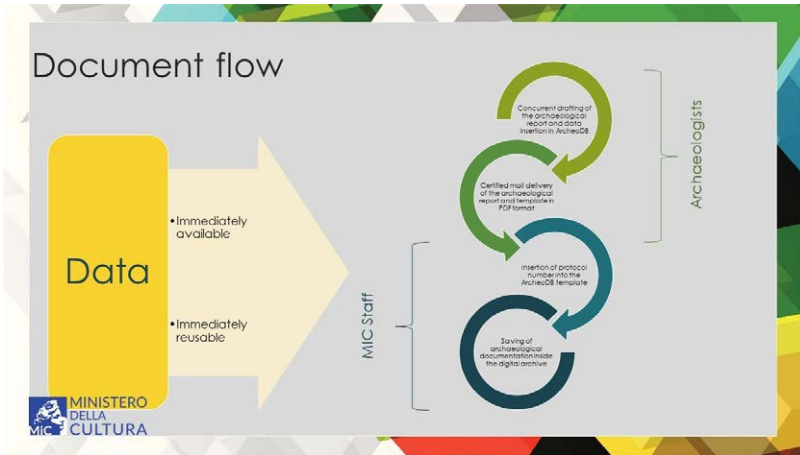 Document flow
Data
•Immediately
available
•Immediately
reusable
Concurrent drafting of
the archaeological
report and data
insertion in ArcheoDB
Certified mail delivery
of the archaeological
report and template in
PDF format
Insertion of protocol
number into the
ArcheoDB template
Saving of
archaeological
documentation inside
the digital archive
Archaeologists
MIC Staff
MiC
MINISTERO
DELLA
CULTURA